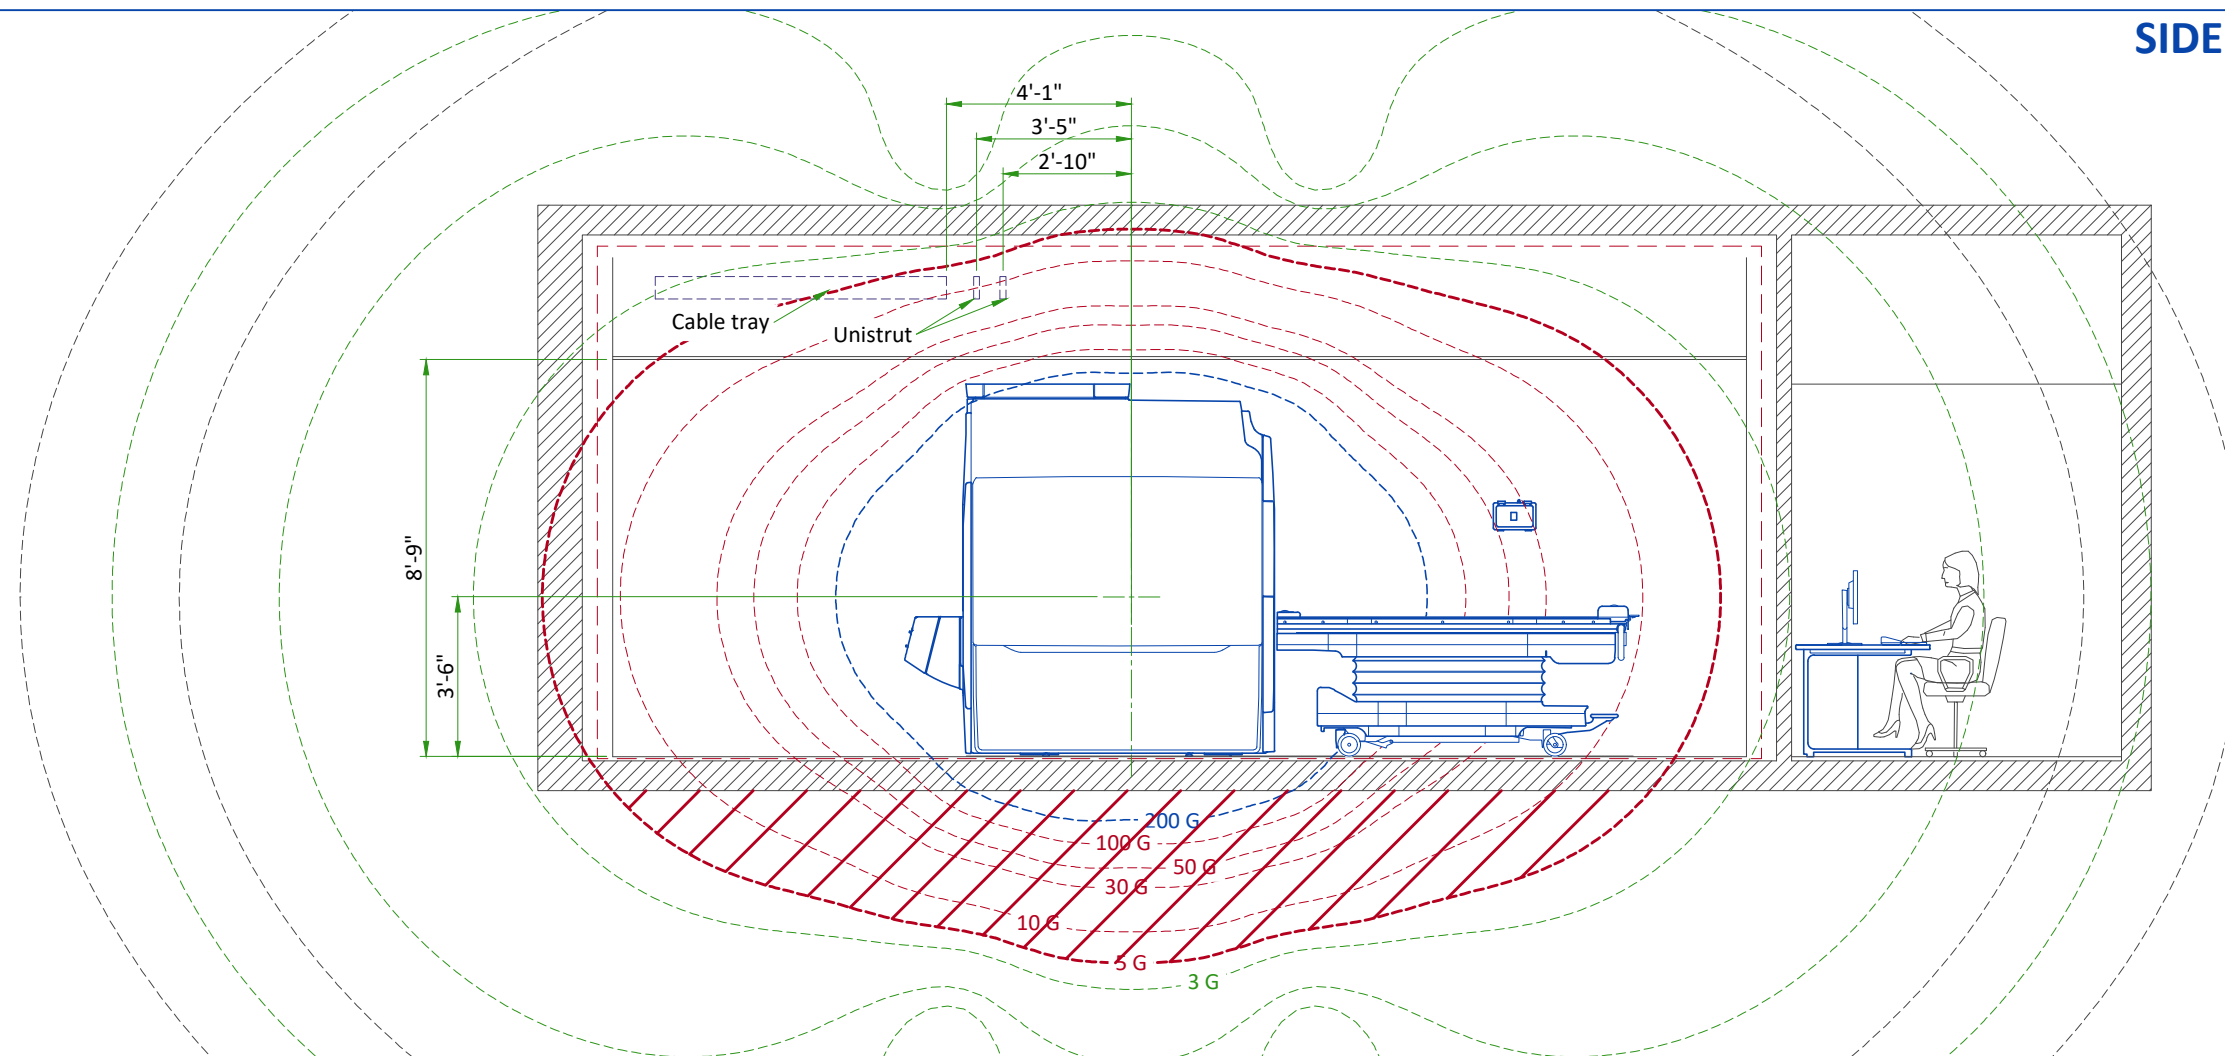 SIDE
4'-1"
3'-5"
2'-10"
Cable tray
Unistrut
8'-9"
3'-6"
200 G
100 G
50 G
30 G
10 G
5 G
3 G